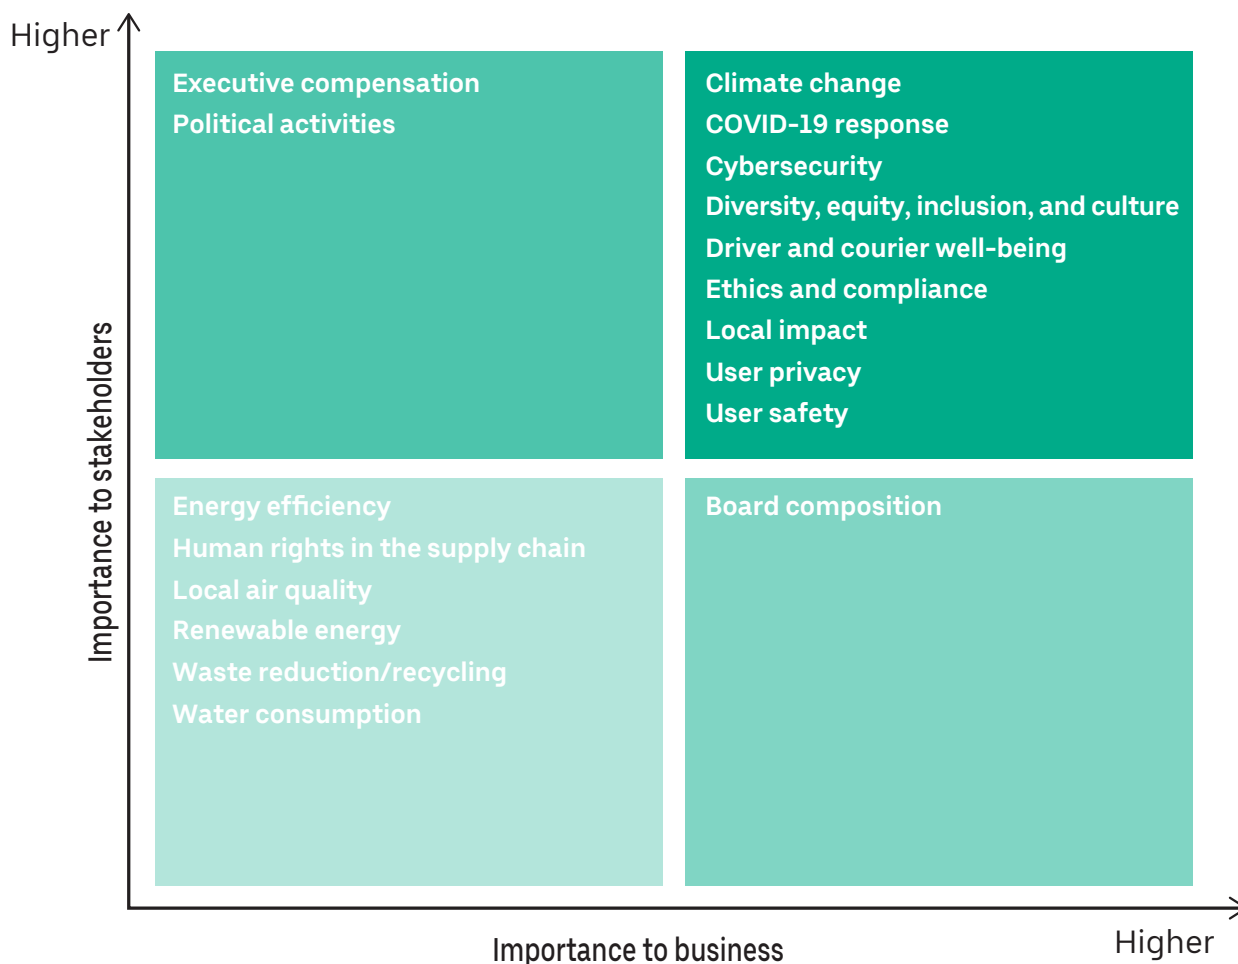 Higher
Executive compensation
Political activities
Climate change
COVID-19 response
Cybersecurity
Diversity, equity, inclusion, and culture
Driver and courier well-being
Ethics and compliance
Local impact
User privacy
User safety
Importance to stakeholders
Energy efficiency
Human rights in the supply chain
Local air quality
Renewable energy
Waste reduction/recycling
Water consumption
Board composition
Importance to business
Higher